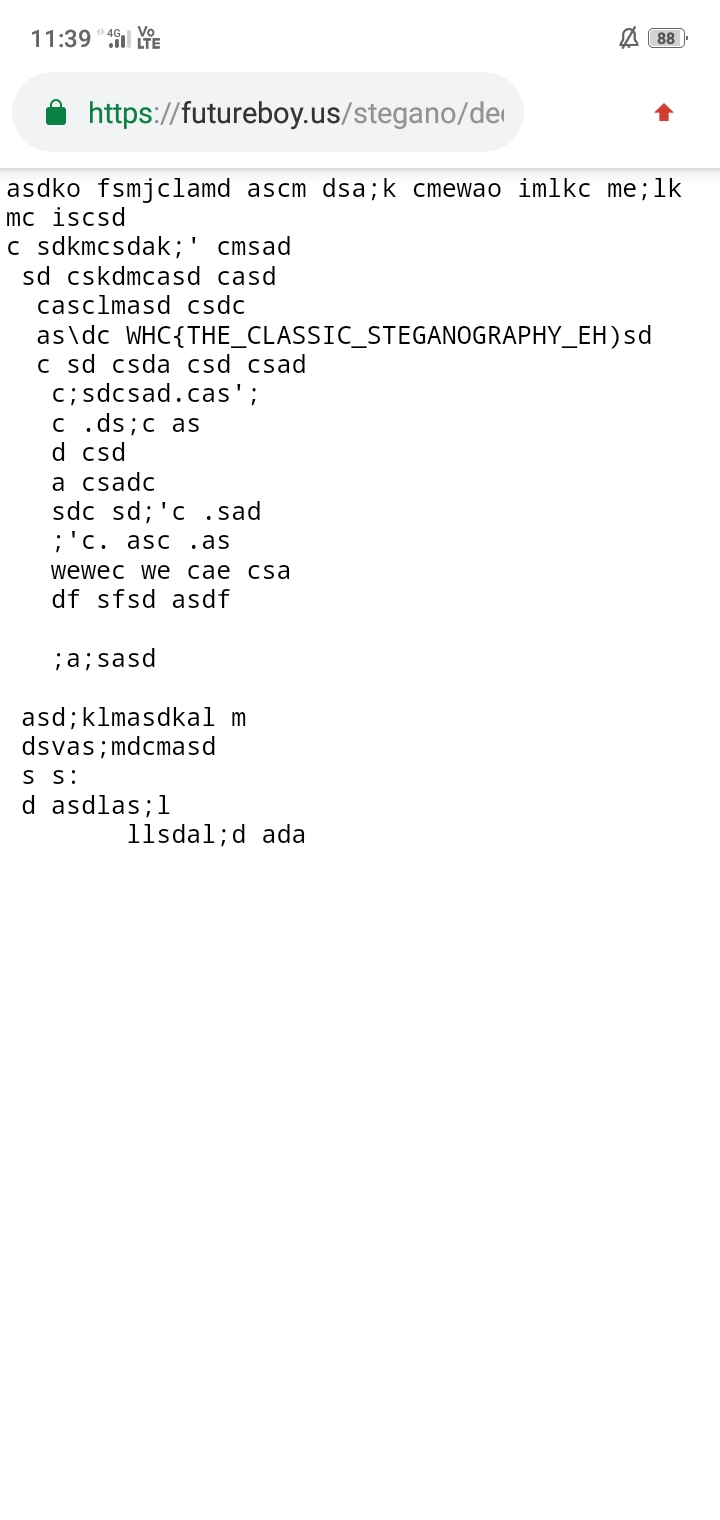 11:39 4G Vo LTE 88
https://futureboy.us/stegano/de
asdko fsmjclamd ascm dsa;k cmewao imlkc me;lk
mc iscsd
c sdkmcsdak;' cmsad
sd cskdmcasd casd
casclmasd csdc
as\dc WHC{THE_CLASSIC_STEGANOGRAPHY_EH)sd
c sd csda csd csad
c;sdcsad.cas';
c .ds;c as
d csd
a csadc
sdc sd;'c .sad
;'c. asc .as
wewec we cae csa
df sfsd asdf
;a;sasd
asd;klmasdkal m
dsvas;mdcmasd
s s:
d asdlas;l
llsdal;d ada